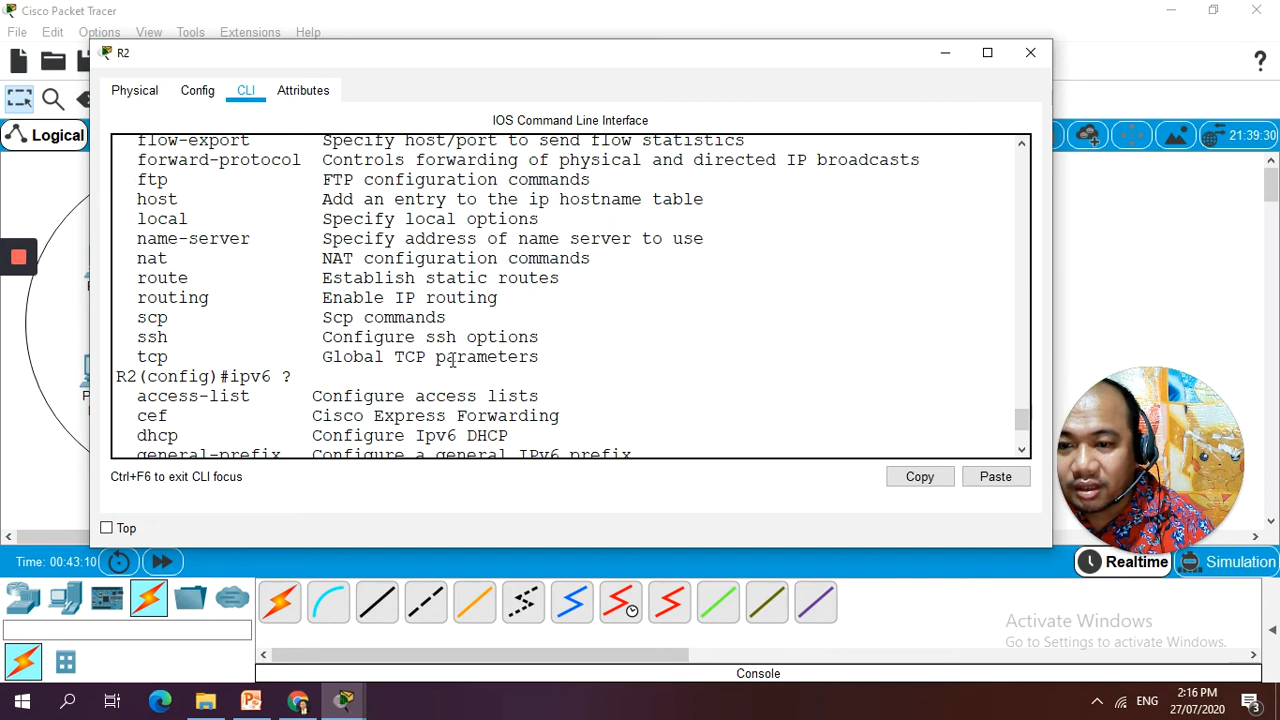 Cisco Packet Tracer
File Edit Options View Tools Extensions Help
R2
Physical Config CLI Attributes
Logical
21:39:30
IOS Command Line Interface
flow-export Specify host/port to send flow statistics
forward-protocol Controls forwarding of physical and directed IP broadcasts
ftp FTP configuration commands
host Add an entry to the ip hostname table
local Specify local options
name-server Specify address of name server to use
nat NAT configuration commands
route Establish static routes
routing Enable IP routing
scp Scp commands
ssh Configure ssh options
tcp Global TCP parameters
R2(config)#ipv6 ?
access-list Configure access lists
cef Cisco Express Forwarding
dhcp Configure Ipv6 DHCP
general-prefix Configure a general IPv6 prefix
Ctrl+F6 to exit CLI focus
Copy Paste
Top
Time: 00:43:10
Realtime Simulation
Activate Windows
Go to Settings to activate Windows.
Console
ENG
2:16 PM
27/07/2020
3